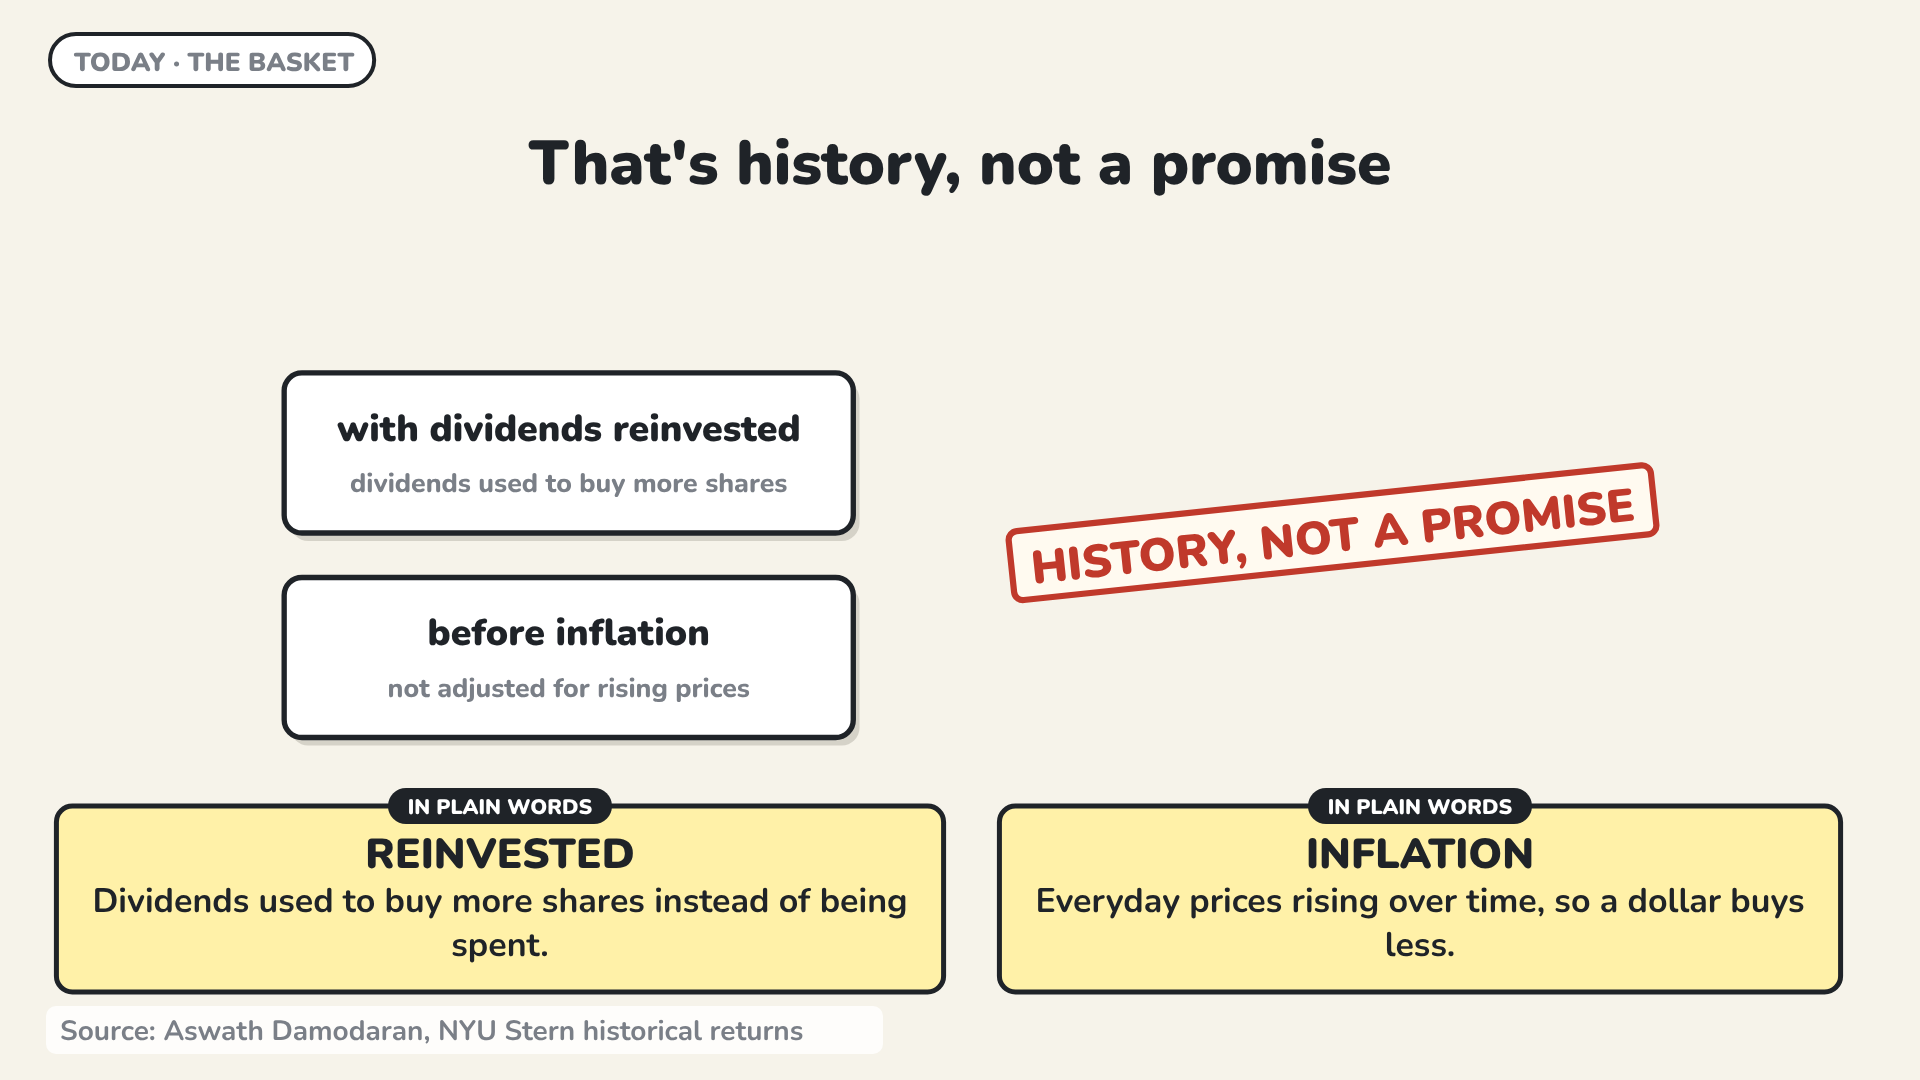 TODAY · THE BASKET
That's history, not a promise
with dividends reinvested
dividends used to buy more shares
HISTORY, NOT A PROMISE
before inflation
not adjusted for rising prices
IN PLAIN WORDS
REINVESTED
Dividends used to buy more shares instead of being
spent.
IN PLAIN WORDS
INFLATION
Everyday prices rising over time, so a dollar buys
less.
Source: Aswath Damodaran, NYU Stern historical returns